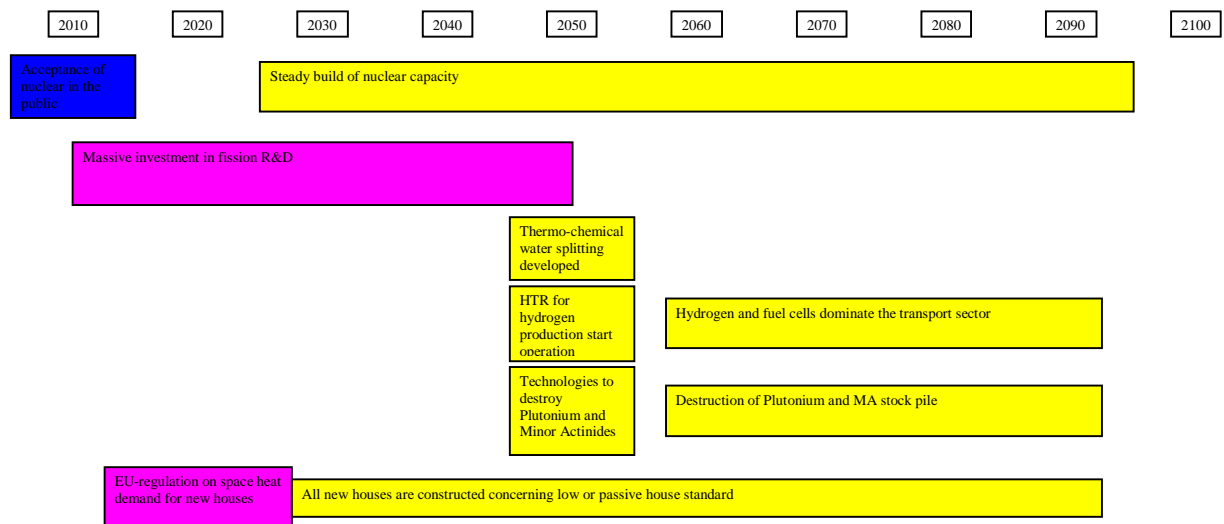 2010 2020 2030 2040 2050 2060 2070 2080 2090 2100
Acceptance of
nuclear in the
public
Steady build of nuclear capacity
Massive investment in fission R&D
Thermo-chemical
water splitting
developed
HTR for
hydrogen
production start
operation
Hydrogen and fuel cells dominate the transport sector
Technologies to
destroy
Plutonium and
Minor Actinides
Destruction of Plutonium and MA stock pile
EU-regulation on space heat
demand for new houses
All new houses are constructed concerning low or passive house standard